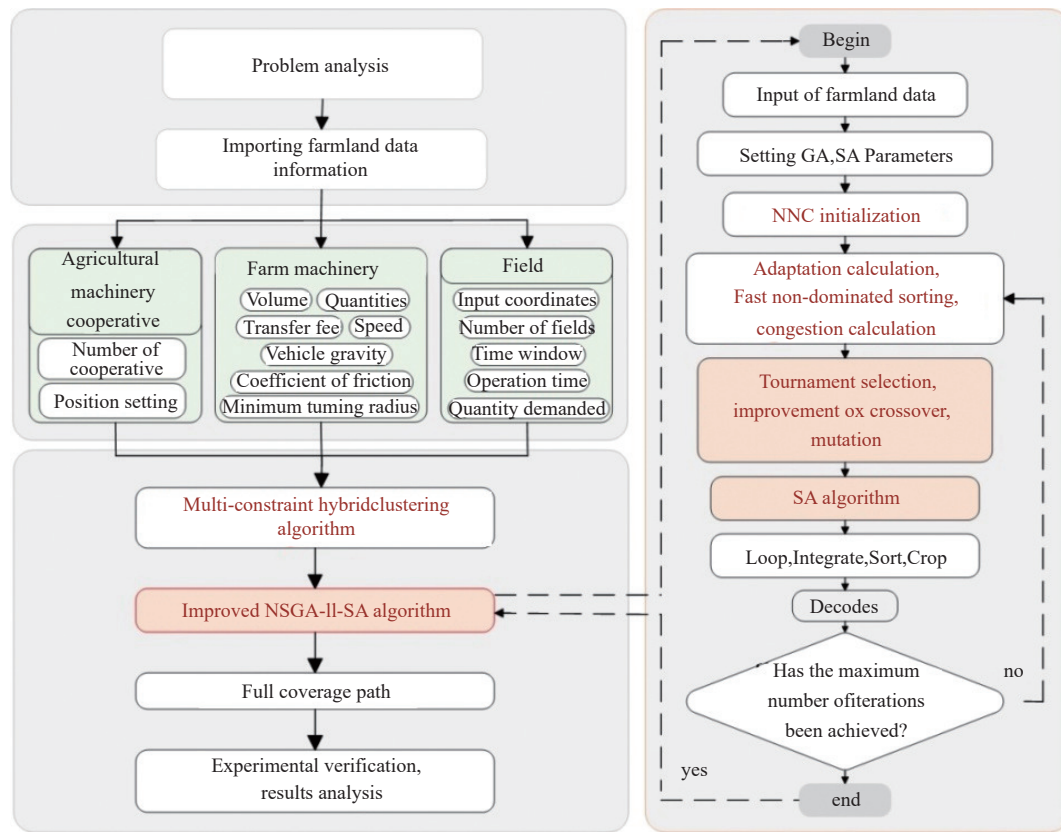 Problem analysis
Importing farmland data
information
Agricultural
machinery
cooperative
Number of
cooperative
Position setting
Farm machinery
Volume
Quantities
Transfer fee
Speed
Vehicle gravity
Coefficient of friction
Minimum tuming radius
Field
Input coordinates
Number of fields
Time window
Operation time
Quantity demanded
Multi-constraint hybridclustering
algorithm
Improved NSGA-ll-SA algorithm
Full coverage path
Experimental verification,
results analysis
Begin
Input of farmland data
Setting GA,SA Parameters
NNC initialization
Adaptation calculation,
Fast non-dominated sorting,
congestion calculation
Tournament selection,
improvement ox crossover,
mutation
SA algorithm
Loop,Integrate,Sort,Crop
Decodes
Has the maximum
number ofiterations
been achieved?
no
yes
end